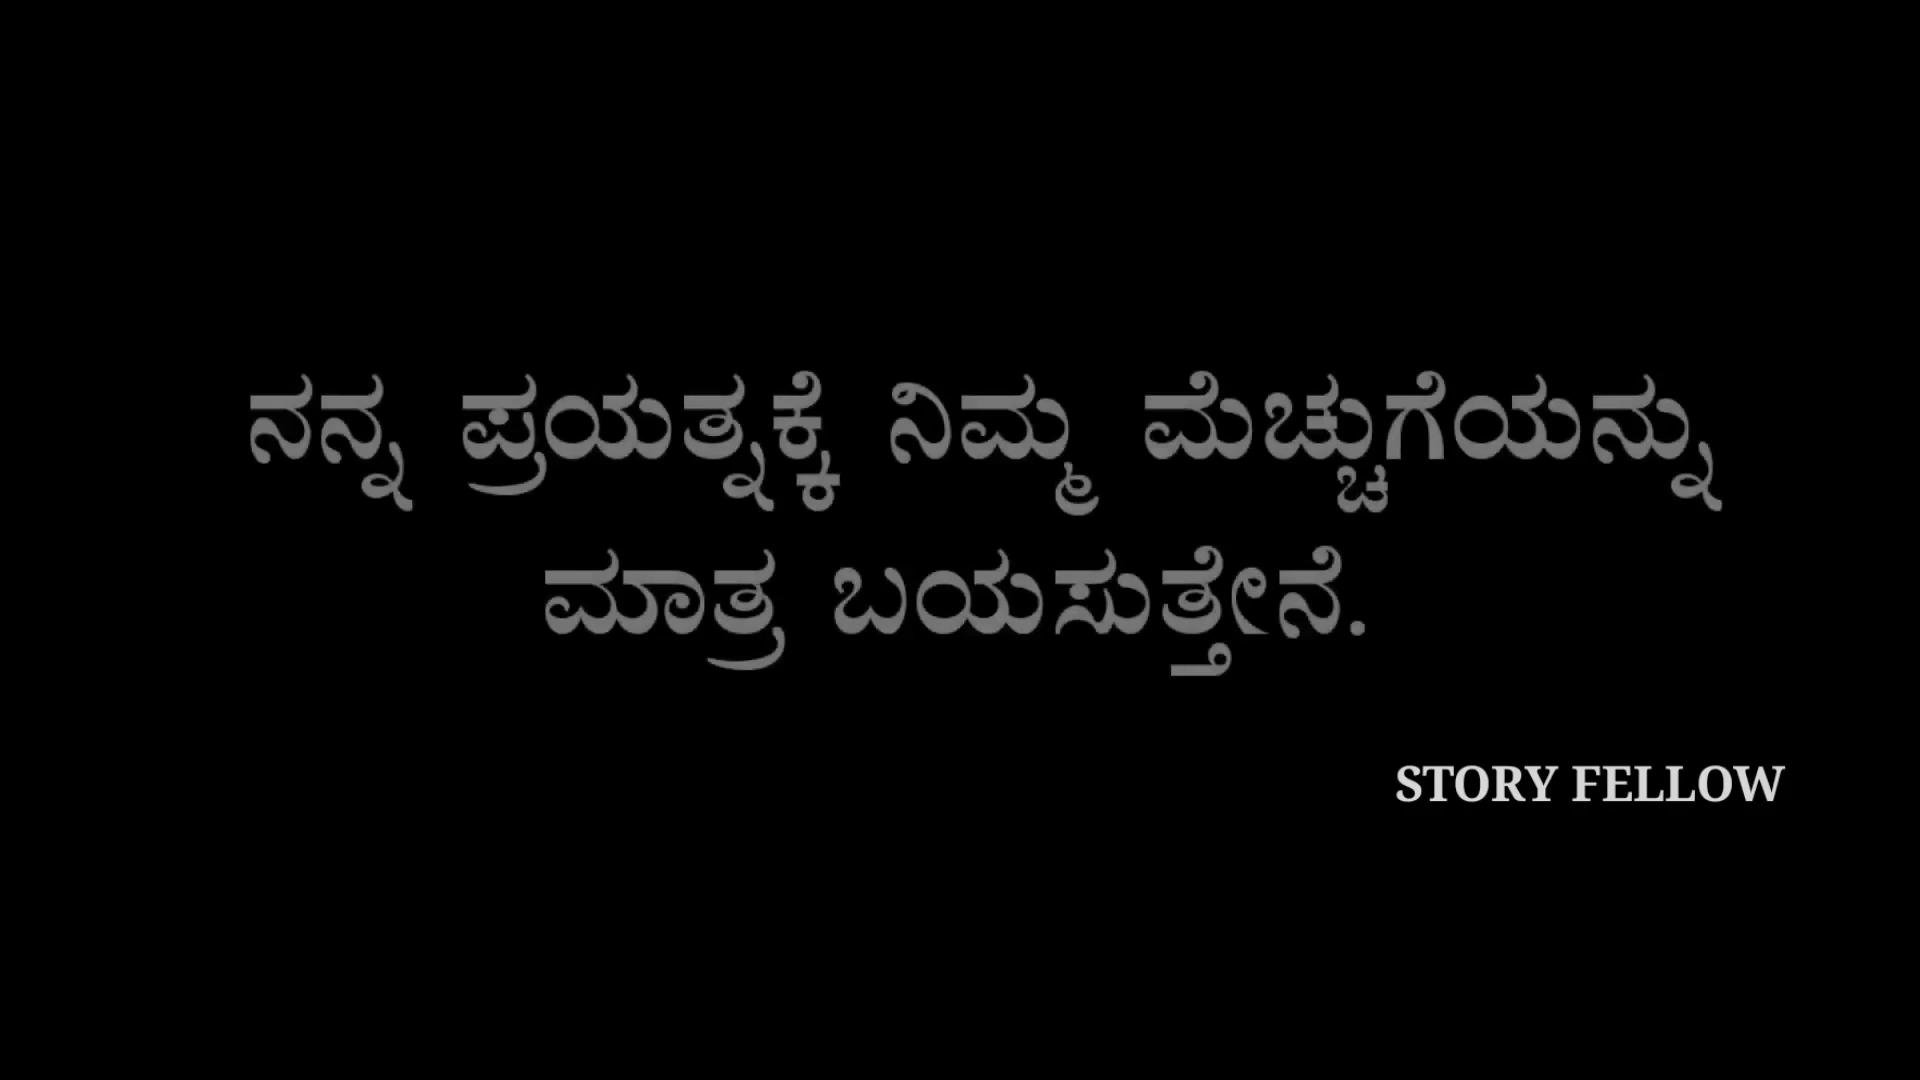 ನನ್ನ ಪ್ರಯತ್ನಕ್ಕೆ ನಿಮ್ಮ ಮೆಚ್ಚುಗೆಯನ್ನು
ಮಾತ್ರ ಬಯಸುತ್ತೇನೆ.
STORY FELLOW